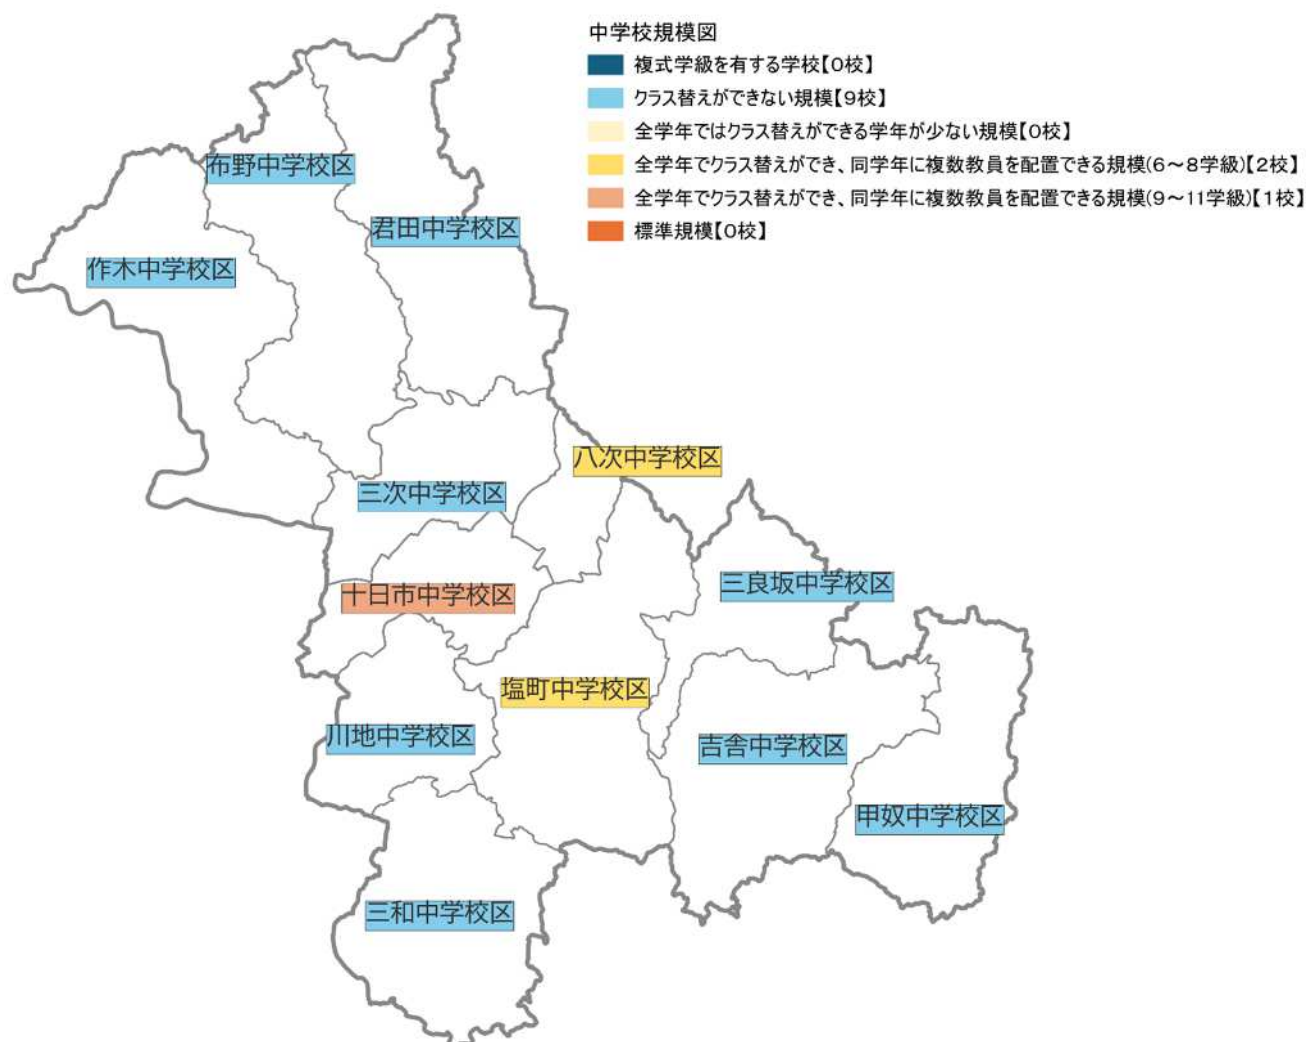 中学校規模図
複式学級を有する学校【0校】
クラス替えができない規模【9校】
全学年ではクラス替えができる学年が少ない規模【0校】
全学年でクラス替えができ、同学年に複数教員を配置できる規模(6~8学級)【2校】
全学年でクラス替えができ、同学年に複数教員を配置できる規模(9~11学級)【1校】
標準規模【0校】
布野中学校区
君田中学校区
作木中学校区
八次中学校区
三次中学校区
三良坂中学校区
十日市中学校区
塩町中学校区
川地中学校区
吉舎中学校区
甲奴中学校区
三和中学校区